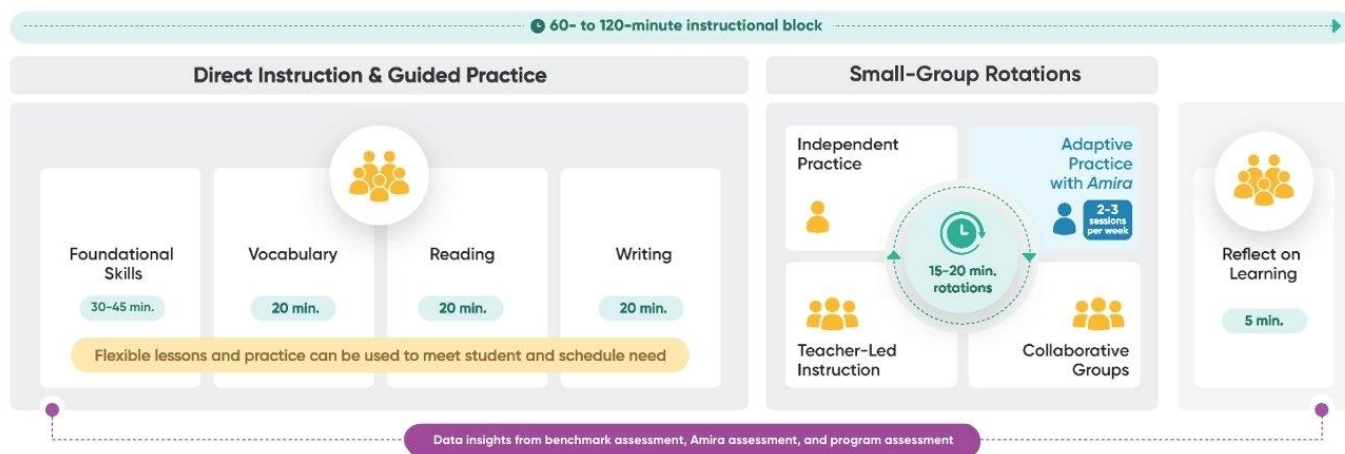 60- to 120-minute instructional block
Direct Instruction & Guided Practice
Foundational
Skills
30-45 min.
Vocabulary
20 min.
Reading
20 min.
Writing
20 min.
Flexible lessons and practice can be used to meet student and schedule need
Small-Group Rotations
Independent
Practice
Adaptive
Practice
with Amira
2-3
sessions
per week
15-20 min.
rotations
Teacher-Led
Instruction
Collaborative
Groups
Reflect on
Learning
5 min.
Data insights from benchmark assessment, Amira assessment, and program assessment